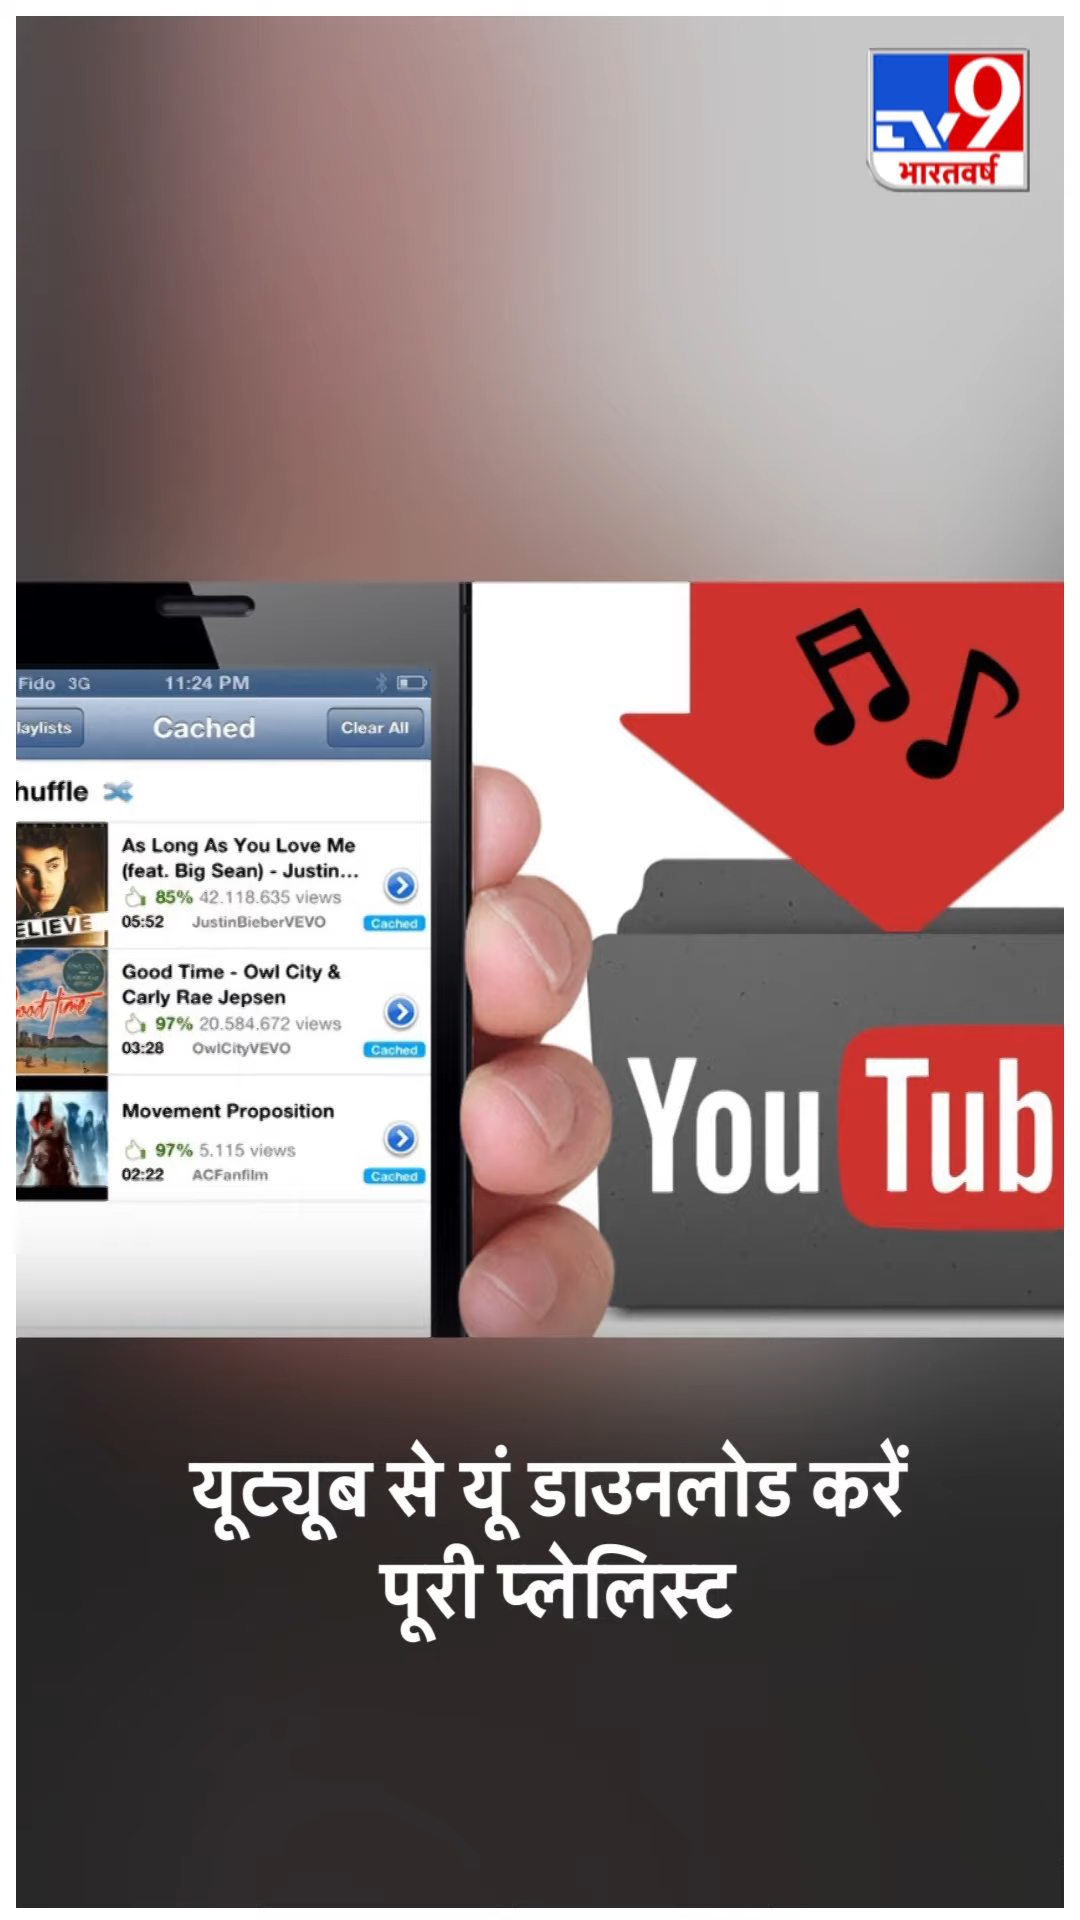 TV9
भारतवर्ष
Fido 3G 11:24 PM
laylists Cached Clear All
huffle
As Long As You Love Me
(feat. Big Sean) - Justin...
85% 42.118.635 views
05:52 JustinBieberVEVO Cached
ELIEVE
Good Time - Owl City &
Carly Rae Jepsen
97% 20.584.672 views
03:28 OwlCityVEVO Cached
Movement Proposition
97% 5.115 views
02:22 ACFanfilm Cached
You Tub
यूट्यूब से यूं डाउनलोड करें
पूरी प्लेलिस्ट